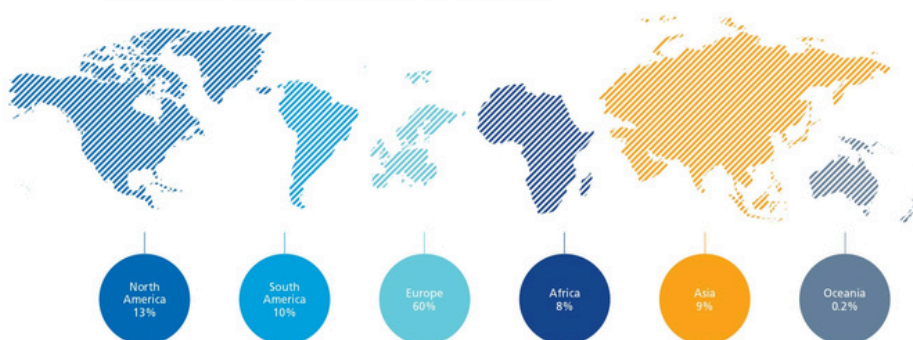 North
America
13%
South
America
10%
Europe
60%
Africa
8%
Asia
9%
Oceania
0.2%